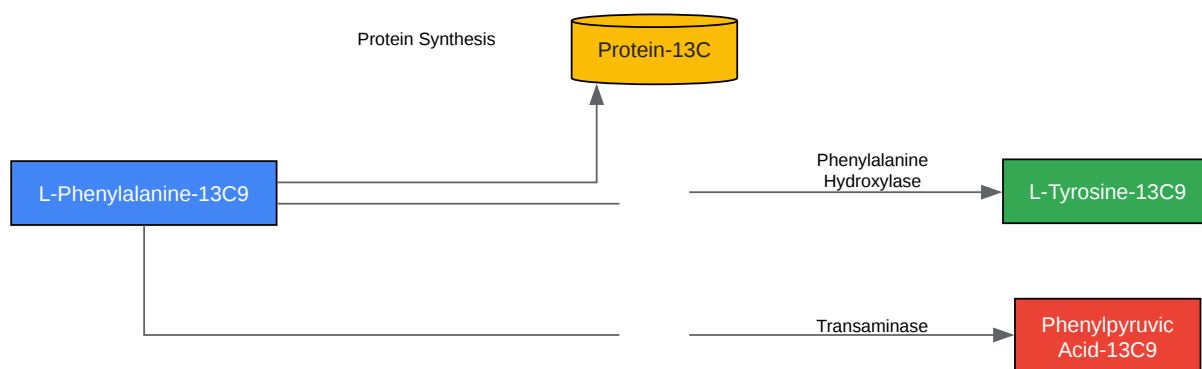 Protein Synthesis
Protein-13C
L-Phenylalanine-13C9
Phenylalanine
Hydroxylase
L-Tyrosine-13C9
Transaminase
Phenylpyruvic
Acid-13C9